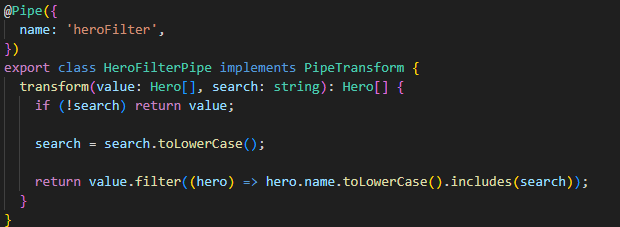 @Pipe({
  name: 'heroFilter',
})
export class HeroFilterPipe implements PipeTransform {
  transform(value: Hero[], search: string): Hero[] {
    if (!search) return value;

    search = search.toLowerCase();

    return value.filter((hero) => hero.name.toLowerCase().includes(search));
  }
}